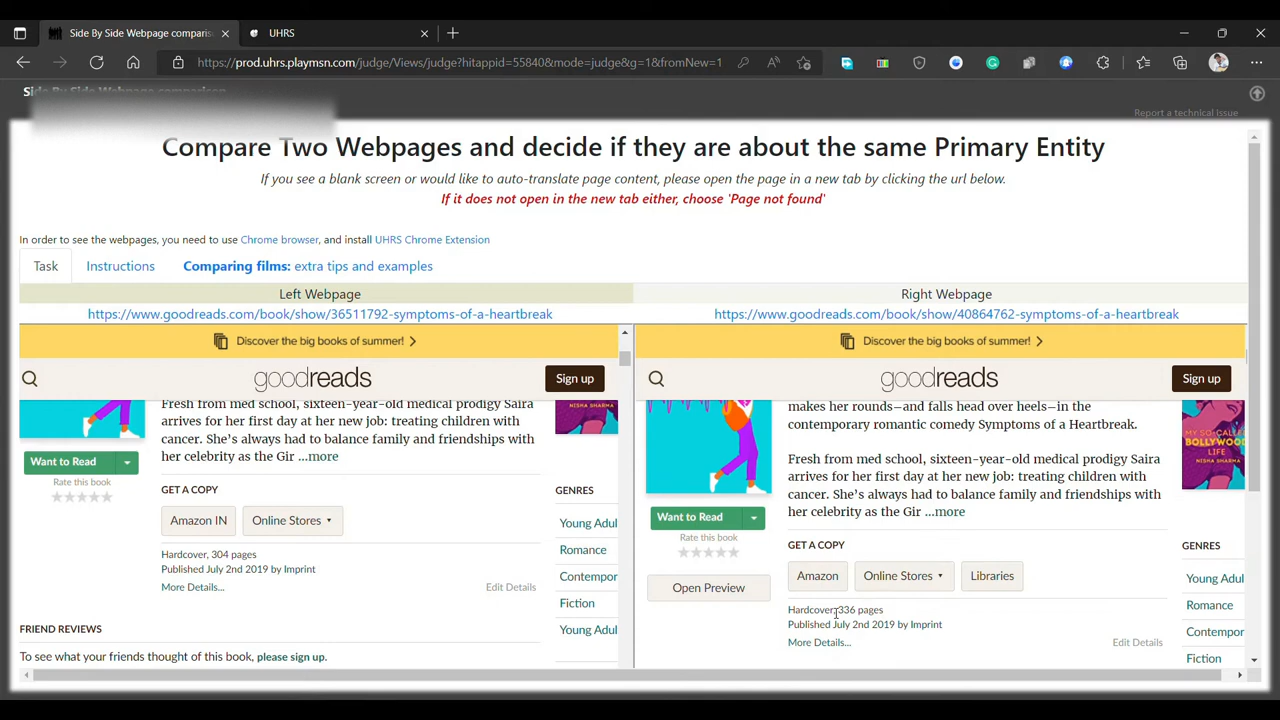 Side By Side Webpage comparis
UHRS
https://prod.uhrs.playmsn.com/judge/Views/judge?hitappid=55840&mode=judge&g=1&fromNew=1
Side By Side Webpage comparison
Report a technical issue
Compare Two Webpages and decide if they are about the same Primary Entity
If you see a blank screen or would like to auto-translate page content, please open the page in a new tab by clicking the url below.
If it does not open in the new tab either, choose 'Page not found'
In order to see the webpages, you need to use Chrome browser, and install UHRS Chrome Extension
Task Instructions Comparing films: extra tips and examples
Left Webpage
https://www.goodreads.com/book/show/36511792-symptoms-of-a-heartbreak
Discover the big books of summer!
goodreads
Sign up
Fresh from med school, sixteen-year-old medical prodigy Saira
arrives for her first day at her new job: treating children with
cancer. She's always had to balance family and friendships with
her celebrity as the Gir ...more
NISHA SHARMA
Want to Read
Rate this book
GET A COPY
Amazon IN Online Stores
Hardcover, 304 pages
Published July 2nd 2019 by Imprint
More Details... Edit Details
GENRES
Young Adul
Romance
Contempor
Fiction
Young Adul
FRIEND REVIEWS
To see what your friends thought of this book, please sign up.
Right Webpage
https://www.goodreads.com/book/show/40864762-symptoms-of-a-heartbreak
Discover the big books of summer!
goodreads
Sign up
makes her rounds—and falls head over heels—in the
contemporary romantic comedy Symptoms of a Heartbreak.
Fresh from med school, sixteen-year-old medical prodigy Saira
arrives for her first day at her new job: treating children with
cancer. She's always had to balance family and friendships with
her celebrity as the Gir ...more
MY SO-CALLED
BOLLYWOOD
LIFE
NISHA SHARMA
Want to Read
Rate this book
Open Preview
GET A COPY
Amazon Online Stores Libraries
Hardcover, 336 pages
Published July 2nd 2019 by Imprint
More Details... Edit Details
GENRES
Young Adul
Romance
Contempor
Fiction